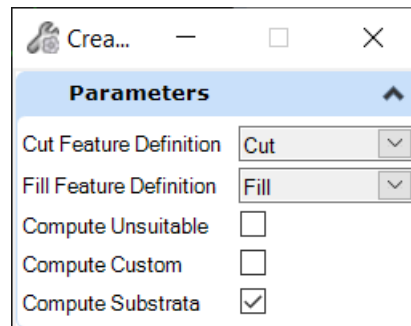 Crea...
Parameters
Cut Feature Definition Cut
Fill Feature Definition Fill
Compute Unsuitable
Compute Custom
Compute Substrata